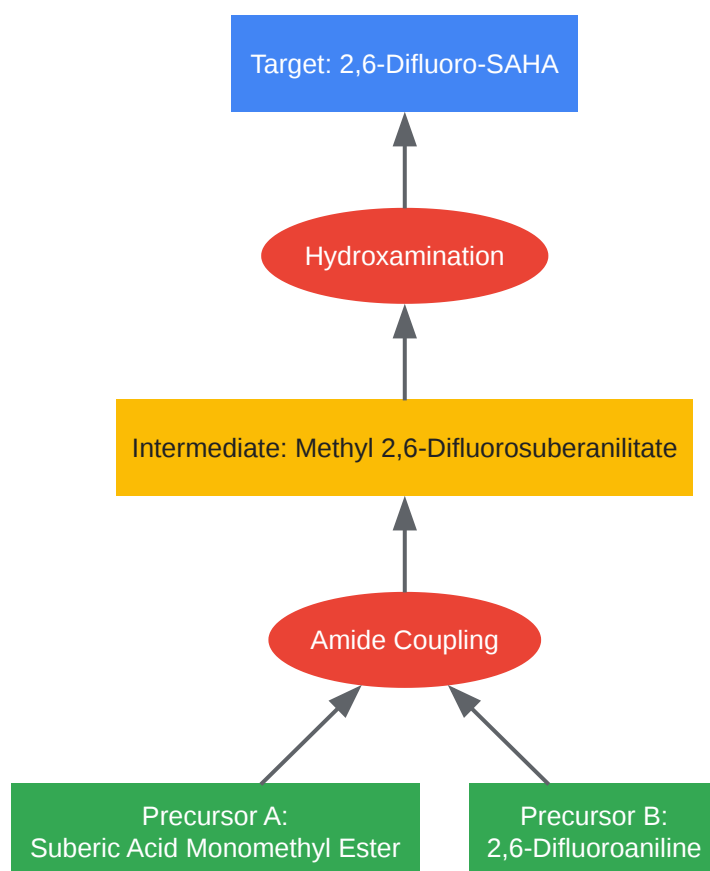 Target: 2,6-Difluoro-SAHA
Hydroxamination
Intermediate: Methyl 2,6-Difluorosuberanilitate
Amide Coupling
Precursor A:
Suberic Acid Monomethyl Ester
Precursor B:
2,6-Difluoroaniline